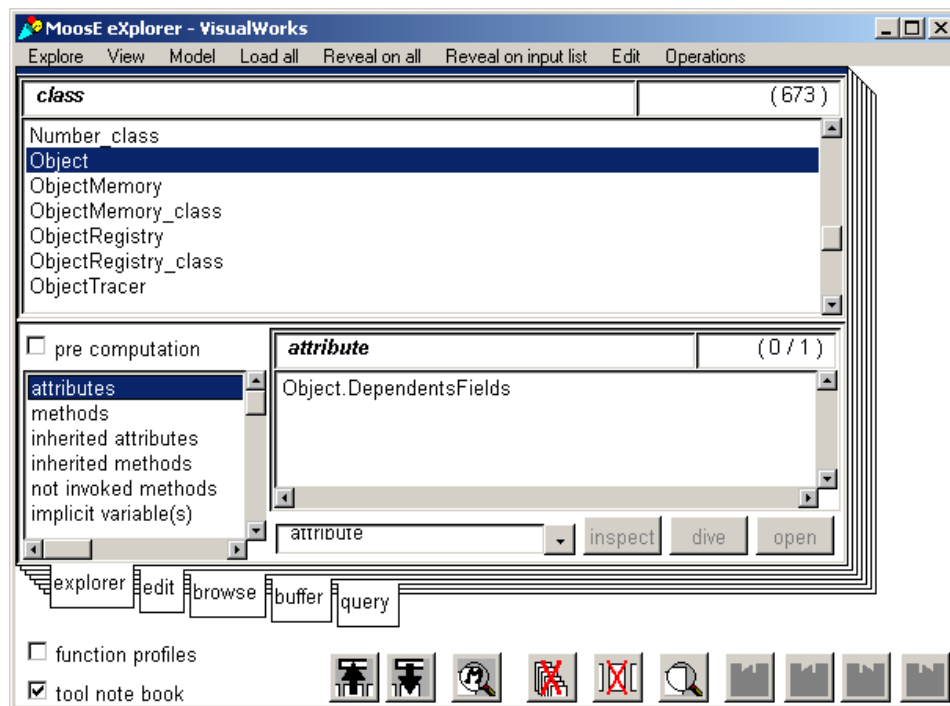 MoosE eXplorer - VisualWorks
Explore View Model Load all Reveal on all Reveal on input list Edit Operations
class (673)
Number_class
Object
ObjectMemory
ObjectMemory_class
ObjectRegistry
ObjectRegistry_class
ObjectTracer
pre computation
attribute (0/1)
attributes
methods
inherited attributes
inherited methods
not invoked methods
implicit variable(s)
Object.DependentsFields
attribute inspect dive open
explorer edit browse buffer query
function profiles
tool note book